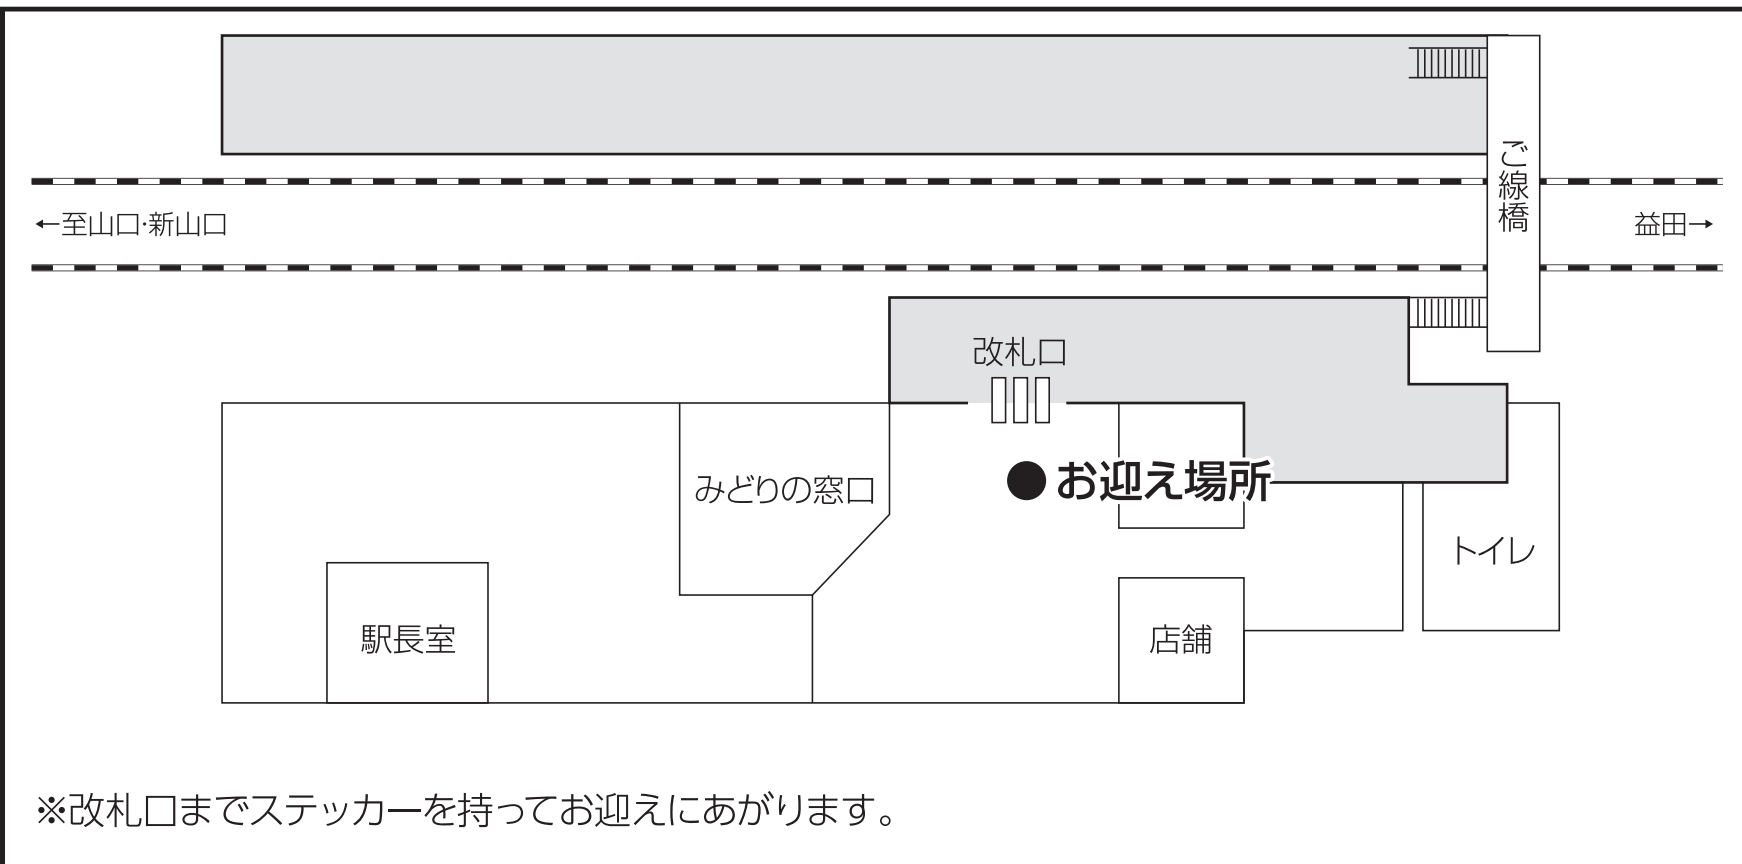 ご線橋
←至山口・新山口
益田→
改札口
●お迎え場所
みどりの窓口
トイレ
駅長室
店舗
※改札口までステッカーを持ってお迎えにあがります。